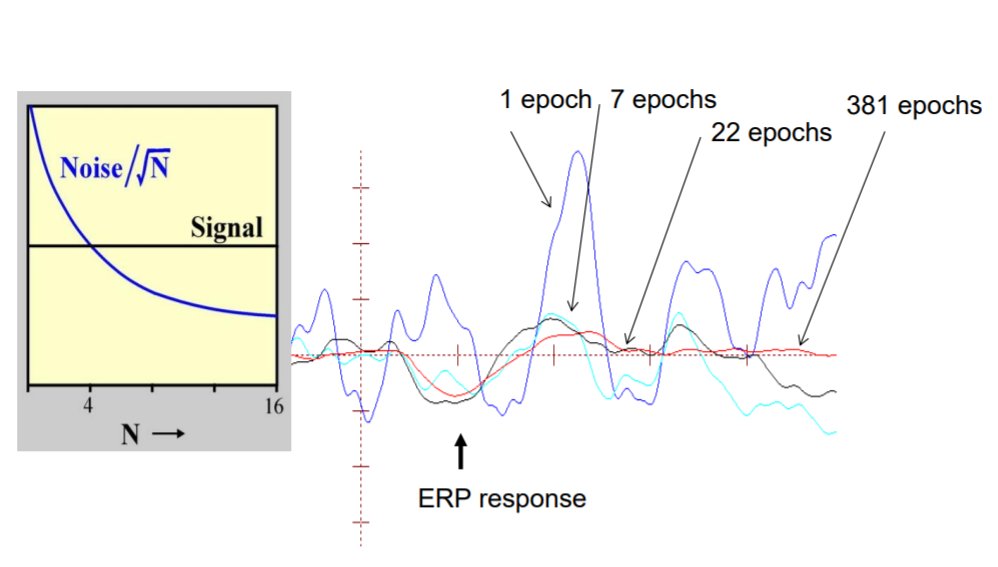 Noise/√N
Signal
4
16
N →
1 epoch
7 epochs
22 epochs
381 epochs
ERP response